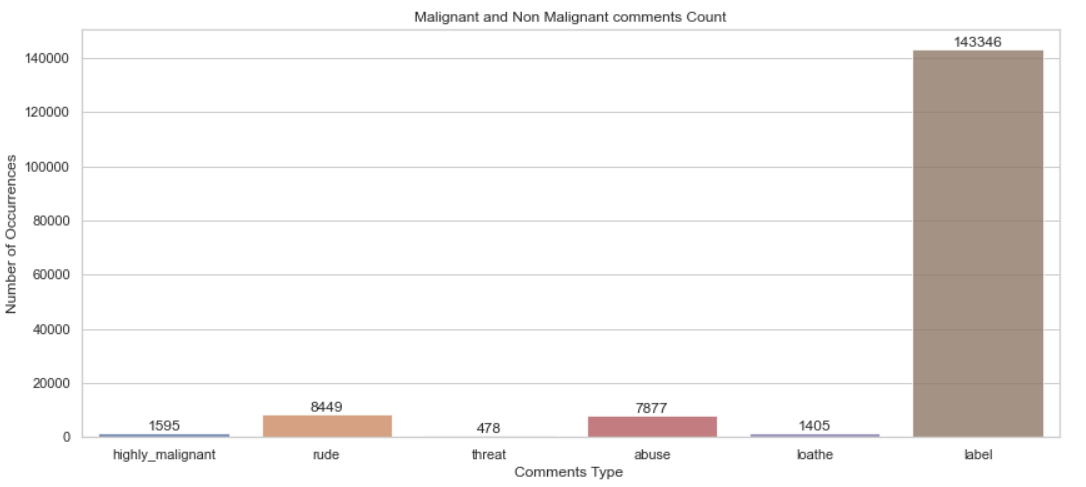 Malignant and Non Malignant comments Count
143346
140000
120000
100000
80000
60000
40000
20000
0
Number of Occurrences
1595
8449
478
7877
1405
highly_malignant
rude
threat
abuse
loathe
label
Comments Type